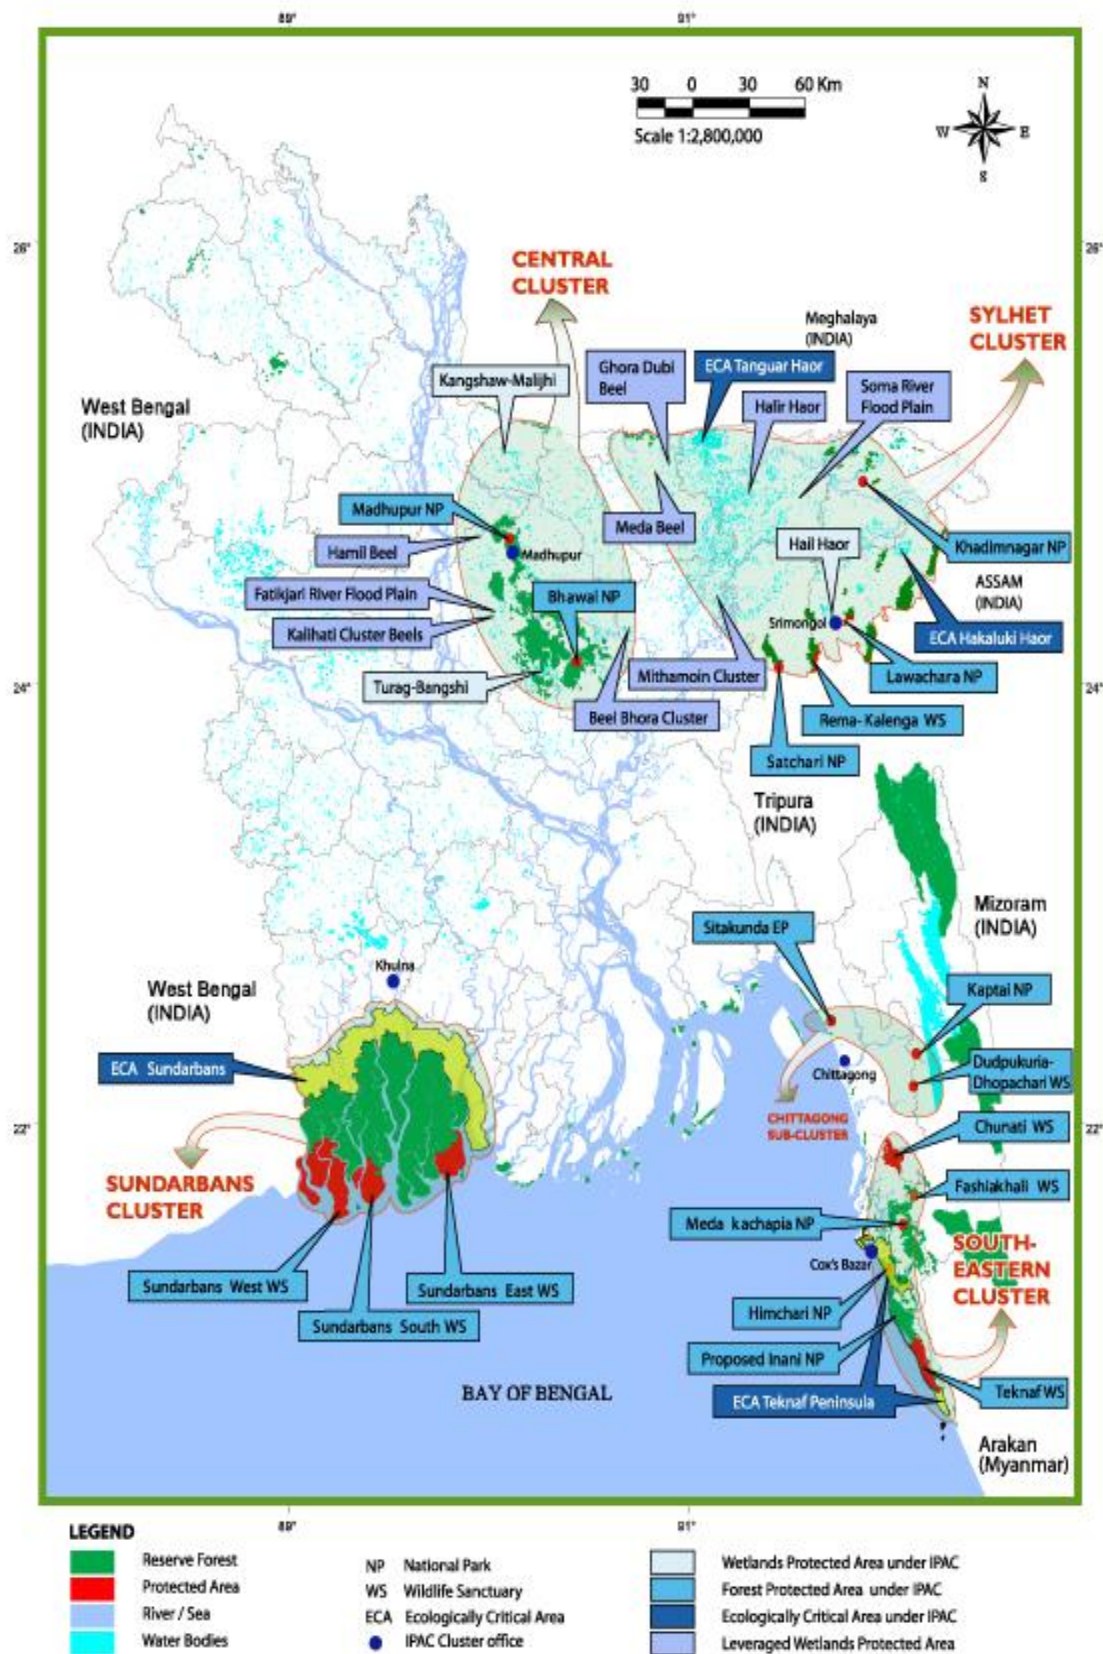 89°
91°
30 0 30 60 Km
Scale 1:2,800,000
N
W
E
S
26°
26°
CENTRAL
CLUSTER
Meghalaya
(INDIA)
SYLHET
CLUSTER
Kangshaw-Malijhi
Ghora Dubi
Beel
ECA Tanguar Haor
Halir Haor
Soma River
Flood Plain
West Bengal
(INDIA)
Madhupur NP
Meda Beel
Hamil Beel
Madhupur
Hail Haor
Khadimnagar NP
Fatikjari River Flood Plain
Bhawal NP
ASSAM
(INDIA)
Kalihati Cluster Beels
Srimongol
ECA Hakaluki Haor
Turag-Bangshi
Mithamoin Cluster
Lawachara NP
24°
24°
Beel Bhora Cluster
Rema- Kalenga WS
Satchari NP
Tripura
(INDIA)
Mizoram
(INDIA)
Sitakunda EP
Khulna
West Bengal
(INDIA)
Kaptai NP
ECA Sundarbans
Chittagong
Dudpukuria-
Dhopachari WS
CHITTAGONG
SUB-CLUSTER
22°
22°
Chunati WS
SUNDARBANS
CLUSTER
Fashiakhali WS
Meda kachapia NP
SOUTH-
EASTERN
CLUSTER
Cox's Bazar
Sundarbans West WS
Sundarbans East WS
Himchari NP
Sundarbans South WS
Proposed Inani NP
BAY OF BENGAL
ECA Teknaf Peninsula
Teknaf WS
Arakan
(Myanmar)
89°
91°
LEGEND
Reserve Forest
Protected Area
River / Sea
Water Bodies
NP National Park
WS Wildlife Sanctuary
ECA Ecologically Critical Area
IPAC Cluster office
Wetlands Protected Area under IPAC
Forest Protected Area under IPAC
Ecologically Critical Area under IPAC
Leveraged Wetlands Protected Area